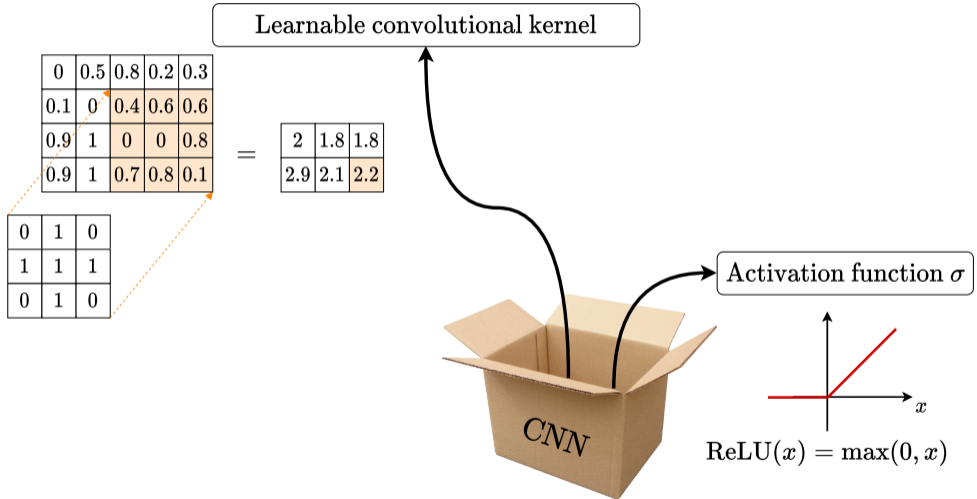 Learnable convolutional kernel
0 0.5 0.8 0.2 0.3
0.1 0 0.4 0.6 0.6
0.9 1 0 0 0.8
0.9 1 0.7 0.8 0.1
=
2 1.8 1.8
2.9 2.1 2.2
0 1 0
1 1 1
0 1 0
Activation function σ
x
ReLU(x) = max(0, x)
CNN